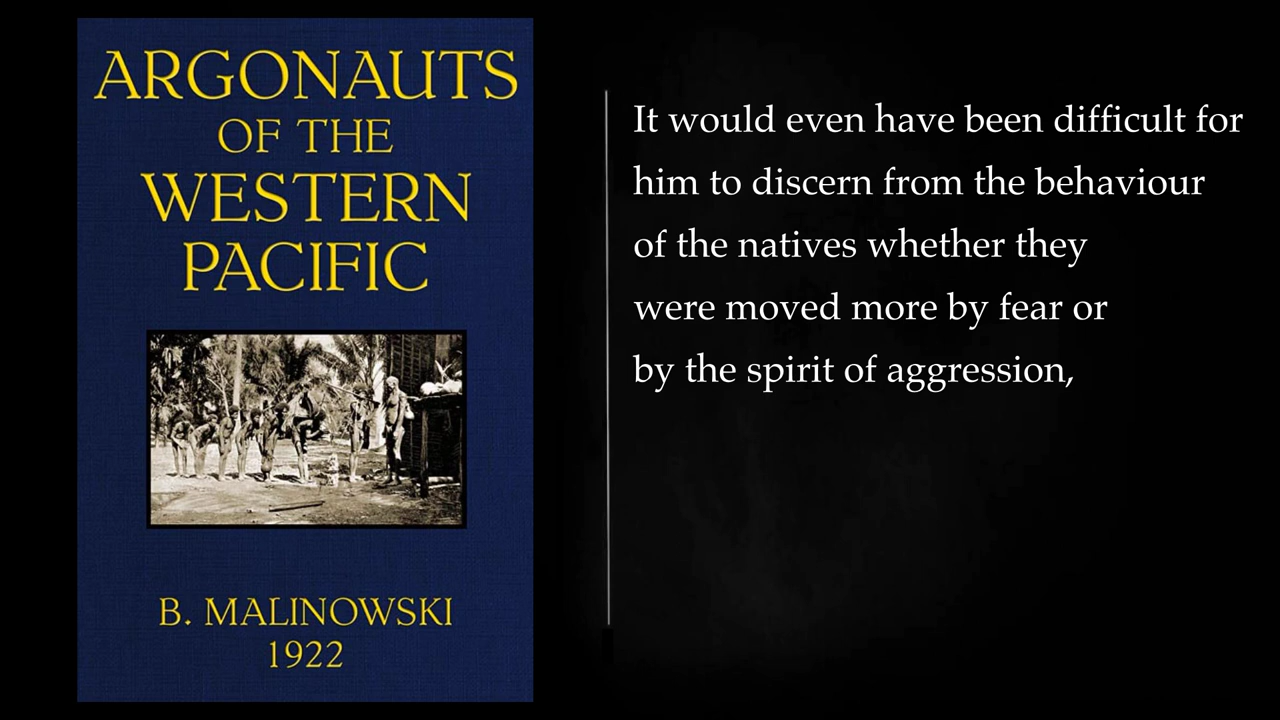 ARGONAUTS
OF THE
WESTERN
PACIFIC
B. MALINOWSKI
1922
It would even have been difficult for
him to discern from the behaviour
of the natives whether they
were moved more by fear or
by the spirit of aggression,